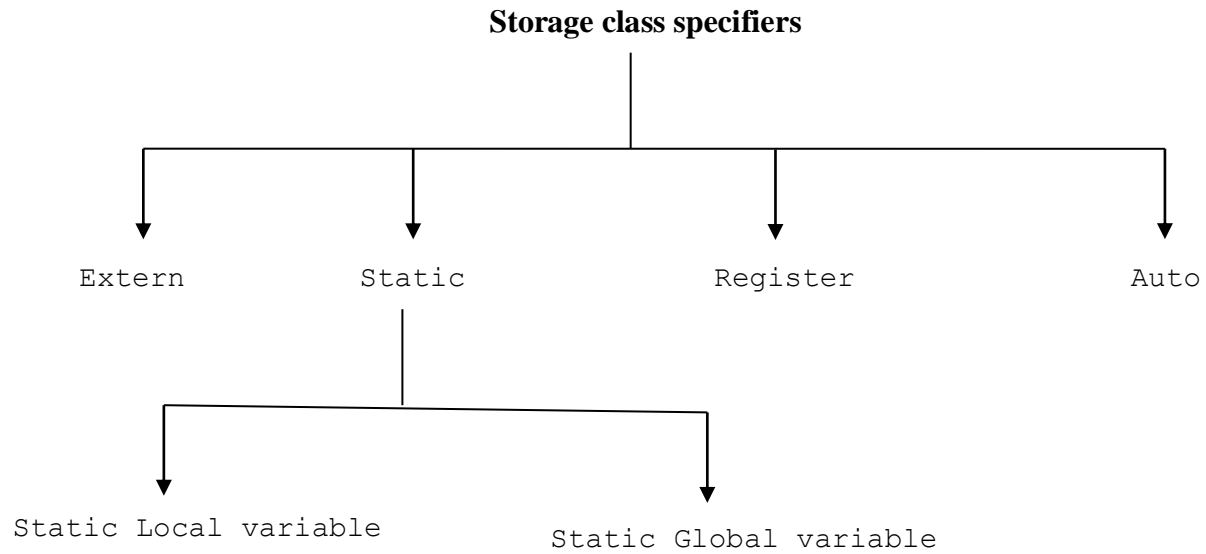 Storage class specifiers
Extern Static Register Auto
Static Local variable
Static Global variable